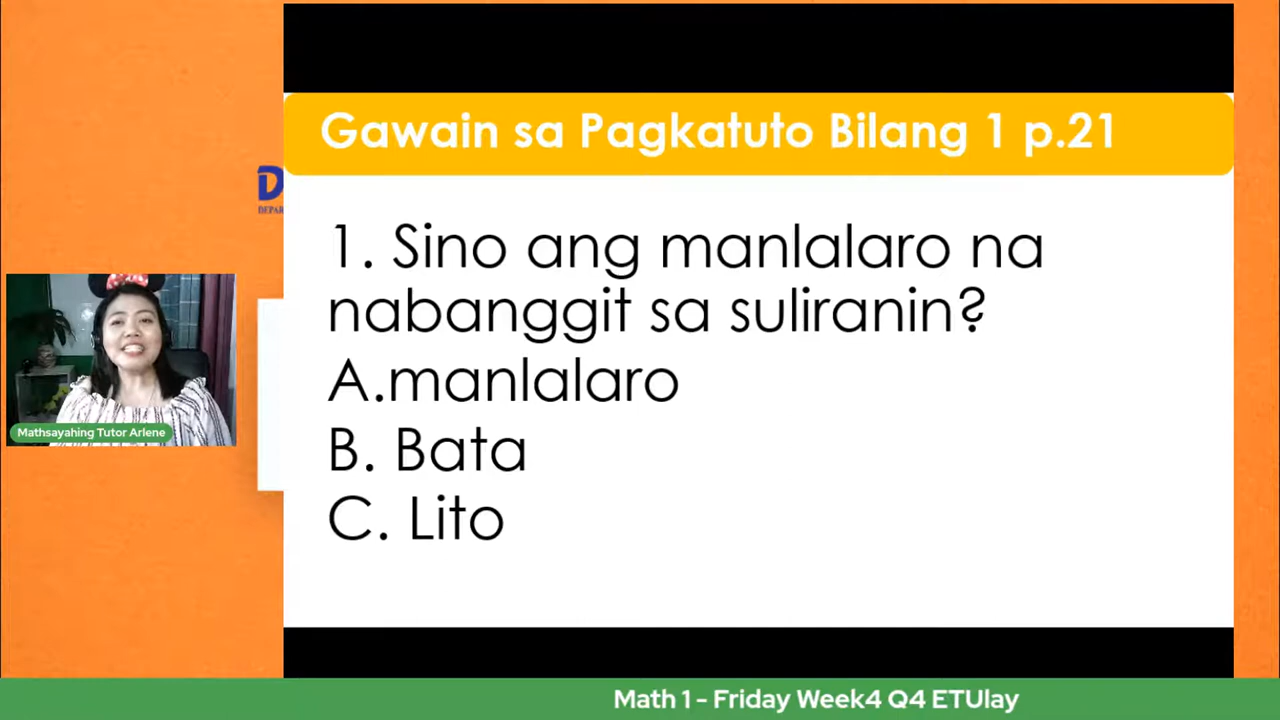 Gawain sa Pagkatuto Bilang 1 p.21
1. Sino ang manlalaro na
nabanggit sa suliranin?
A.manlalaro
B. Bata
C. Lito
Mathsayahing Tutor Arlene
Math 1 - Friday Week4 Q4 ETUlay